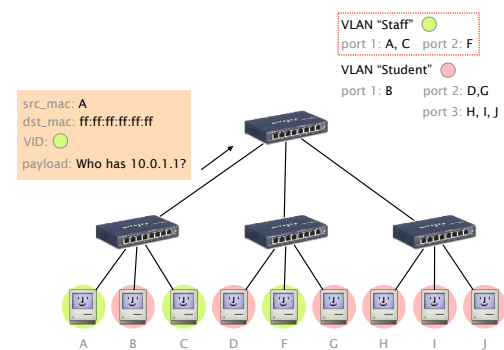 VLAN “Staff”
port 1: A, C port 2: F
VLAN “Student”
port 1: B port 2: D,G
port 3: H, I, J
src_mac: A
dst_mac: ff:ff:ff:ff:ff:ff
VID:
payload: Who has 10.0.1.1?
A B C D F G H I J